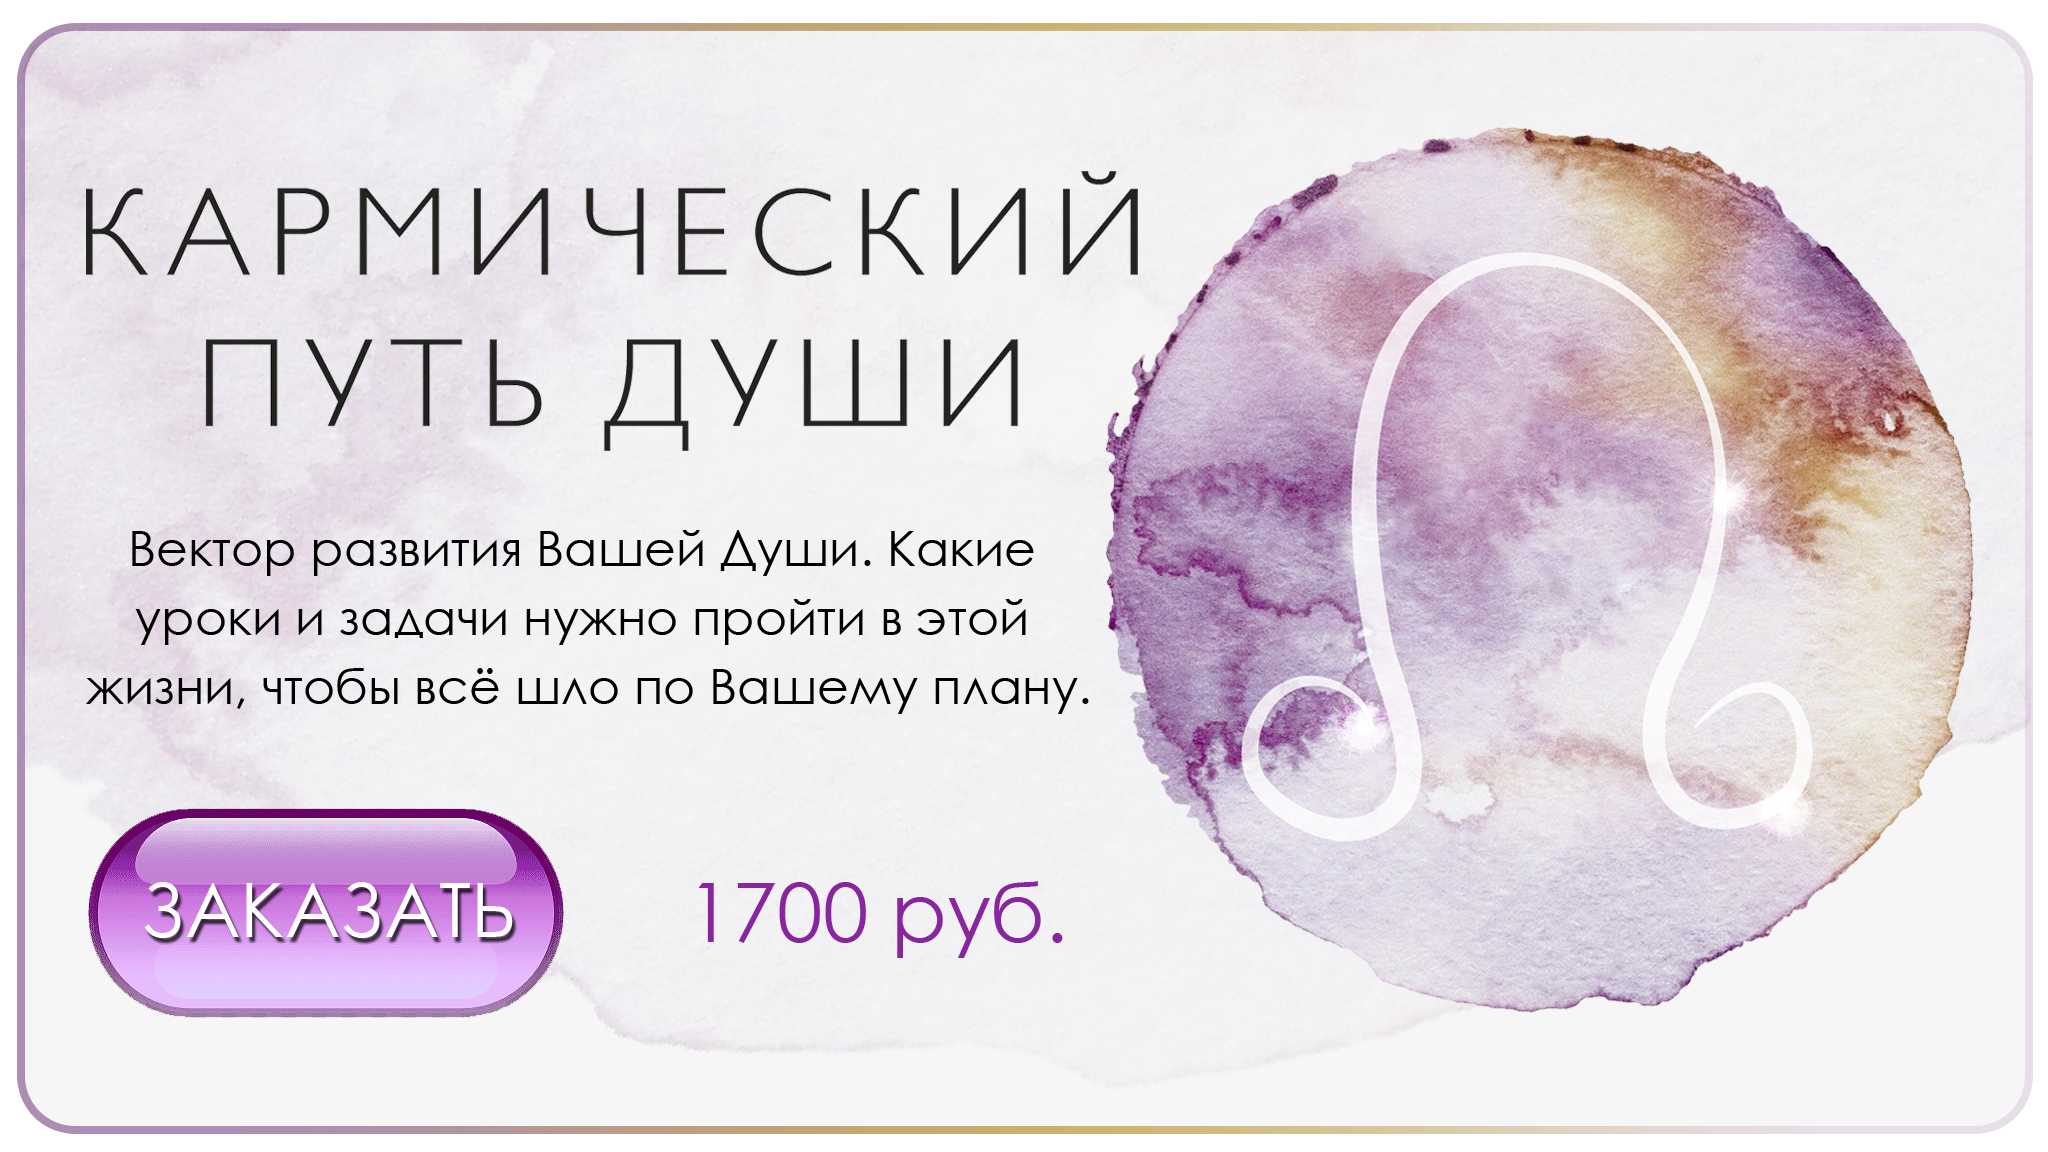 КАРМИЧЕСКИЙ
ПУТЬ ДУШИ
Вектор развития Вашей Души. Какие
уроки и задачи нужно пройти в этой
жизни, чтобы всё шло по Вашему плану.
ЗАКАЗАТЬ
1700 руб.